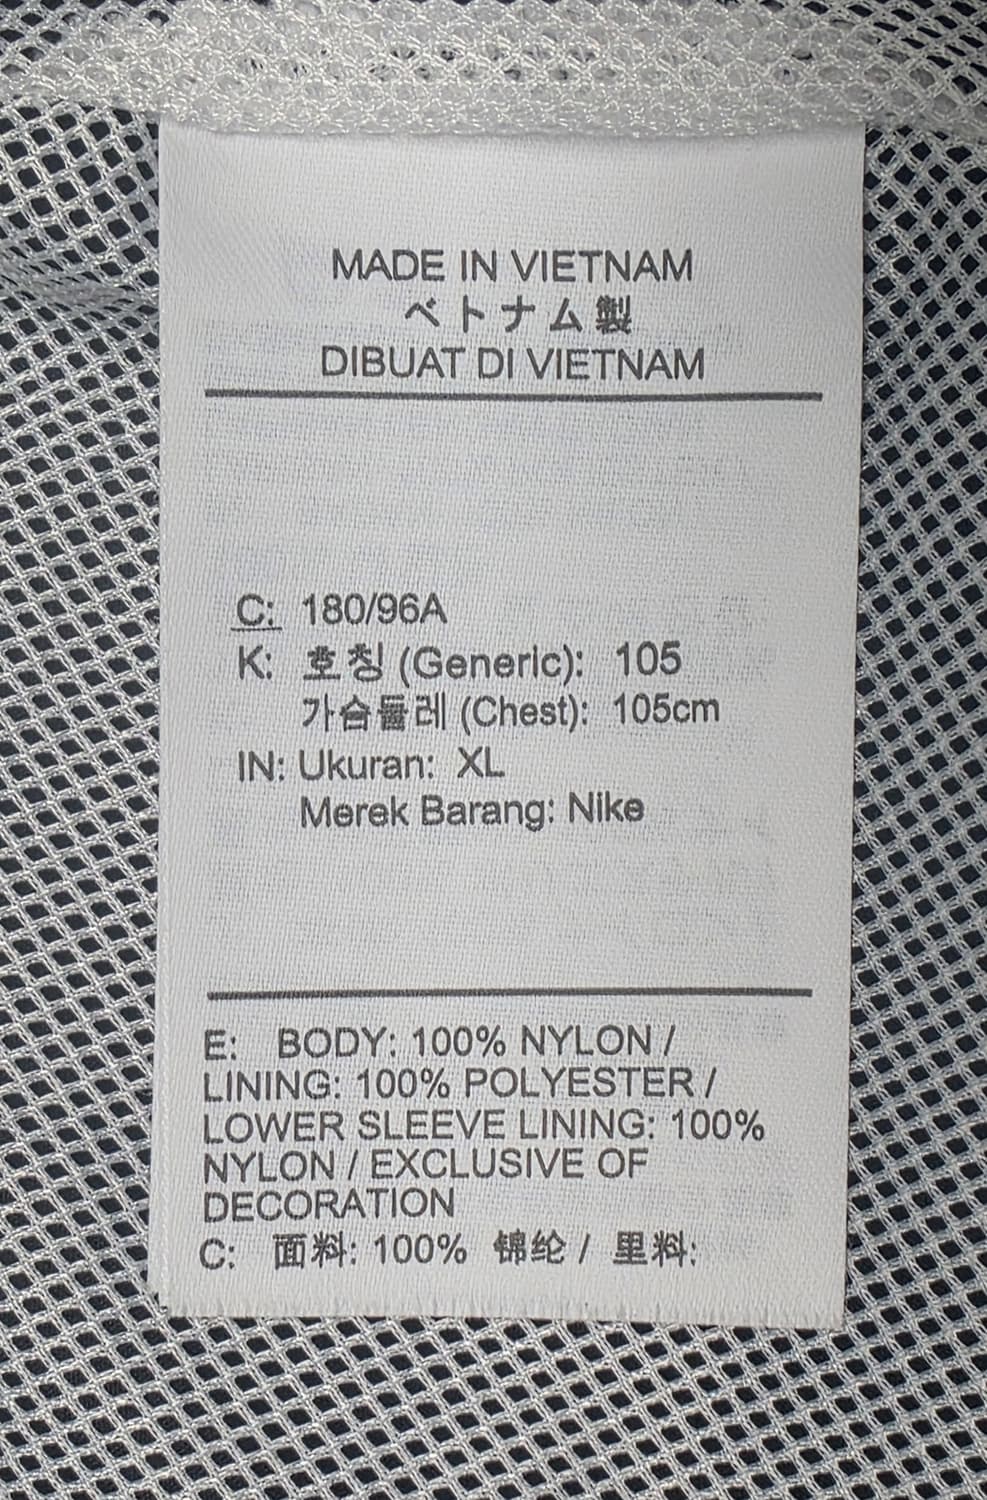 MADE IN VIETNAM
ベトナム製
DIBUAT DI VIETNAM
C: 180/96A
K: 호칭 (Generic): 105
가슴둘레 (Chest): 105cm
IN: Ukuran: XL
Merek Barang: Nike
E: BODY: 100% NYLON /
LINING: 100% POLYESTER /
LOWER SLEEVE LINING: 100%
NYLON / EXCLUSIVE OF
DECORATION
C: 面料: 100% 锦纶 / 里料: